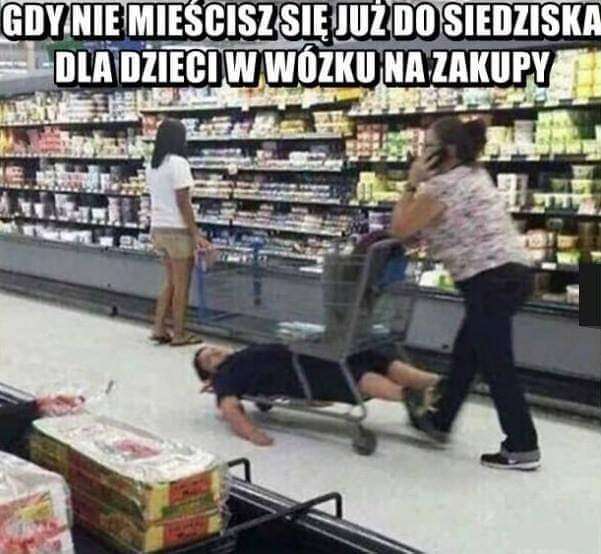 GDY NIE MIEŚCISZ SIĘ JUŻ DO SIEDZISKA
DLA DZIECI W WÓZKU NA ZAKUPY